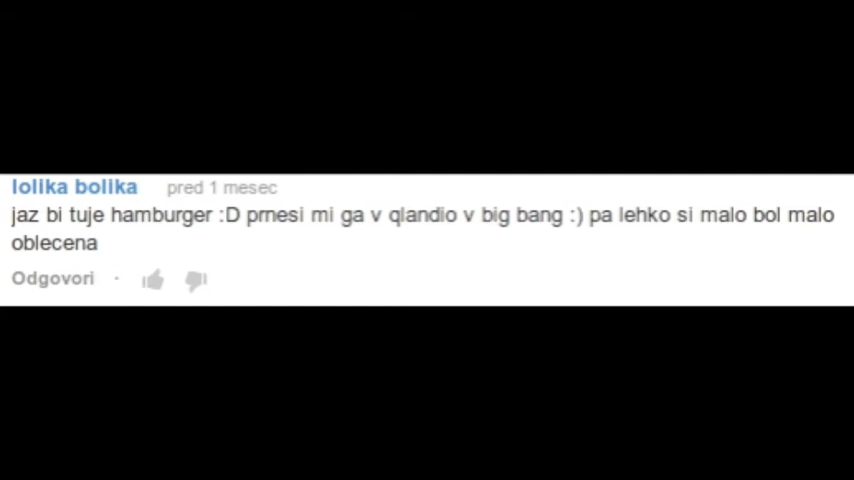 lolika bolika pred 1 mesec
jaz bi tuje hamburger :D prnesi mi ga v qlandio v big bang :) pa lehko si malo bol malo
oblecena
Odgovori ·